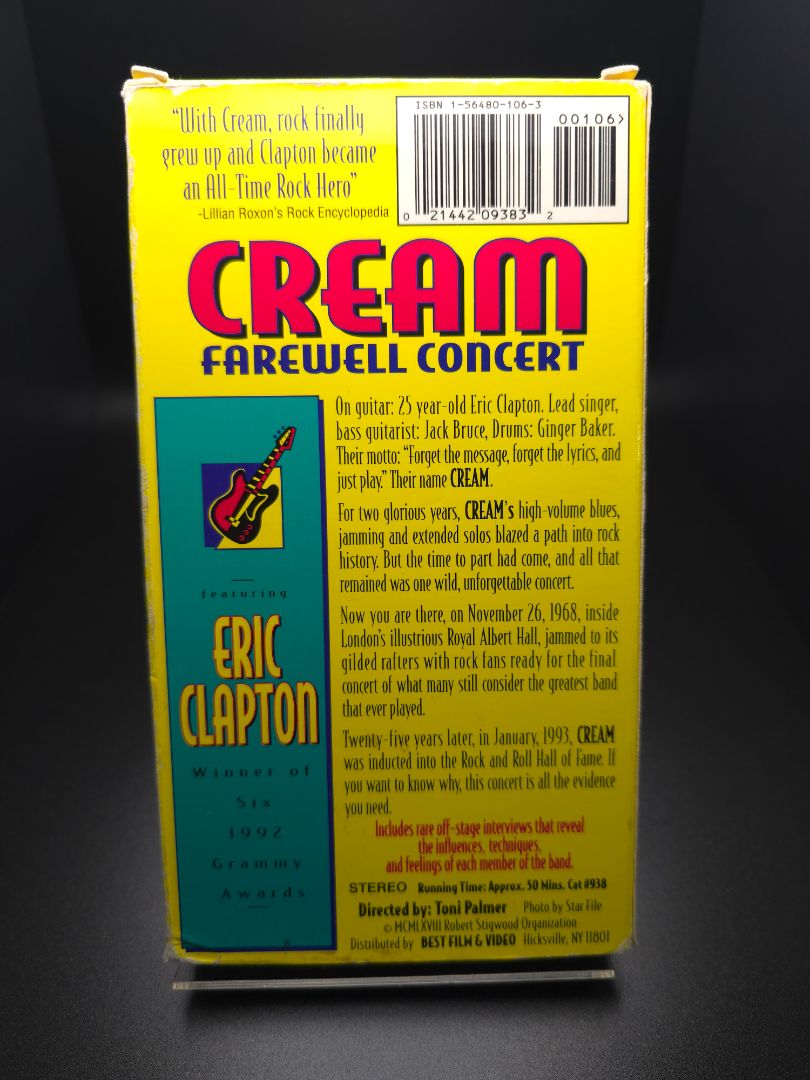 "With Cream, rock finally
grew up and Clapton became
an All-Time Rock Hero"
-Lillian Roxon's Rock Encyclopedia
ISBN 1-56480-106-3
00106>
0 21442 09383 2
CREAM
FAREWELL CONCERT
featuring
ERIC
CLAPTON
Winner of
Six
1992
Grammy
Awards
On guitar: 25 year-old Eric Clapton. Lead singer,
bass guitarist: Jack Bruce, Drums: Ginger Baker.
Their motto: "Forget the message, forget the lyrics, and
just play." Their name CREAM.
For two glorious years, CREAM's high-volume blues,
jamming and extended solos blazed a path into rock
history. But the time to part had come, and all that
remained was one wild, unforgettable concert.
Now you are there, on November 26, 1968, inside
London's illustrious Royal Albert Hall, jammed to its
gilded rafters with rock fans ready for the final
concert of what many still consider the greatest band
that ever played.
Twenty-five years later, in January, 1993, CREAM
was inducted into the Rock and Roll Hall of Fame. If
you want to know why, this concert is all the evidence
you need.
Includes rare off-stage interviews that reveal
the influences, techniques,
and feelings of each member of the band.
STEREO Running Time: Approx. 50 Mins. Cat #938
Directed by: Toni Palmer Photo by Star File
© MCMLXVIII Robert Stigwood Organization
Distributed by BEST FILM & VIDEO Hicksville, NY 11801